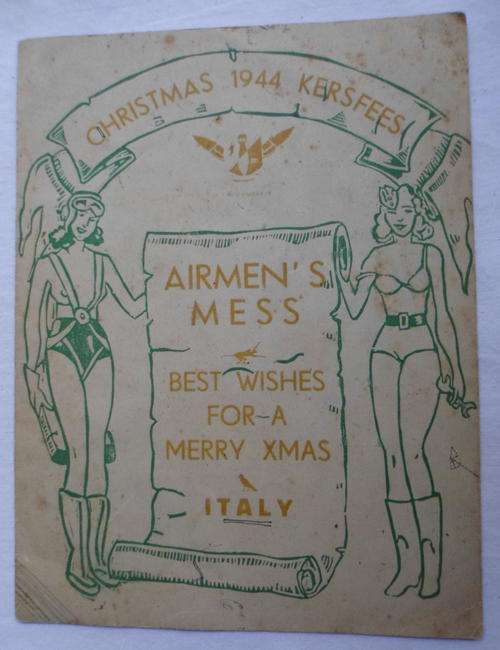 CHRISTMAS 1944 KERSFEES
AIRMEN'S
MESS
BEST WISHES
FOR A
MERRY XMAS
ITALY